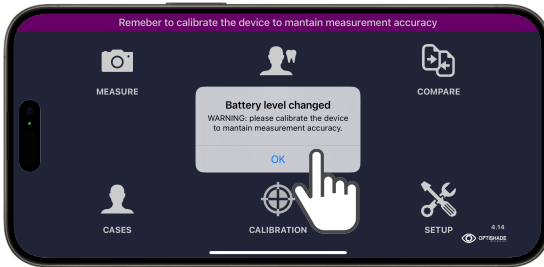 Remeber to calibrate the device to mantain measurement accuracy
MEASURE
COMPARE
Battery level changed
WARNING: please calibrate the device
to mantain measurement accuracy.
OK
CASES
CALIBRATION
SETUP
4.14
OPTISHADE